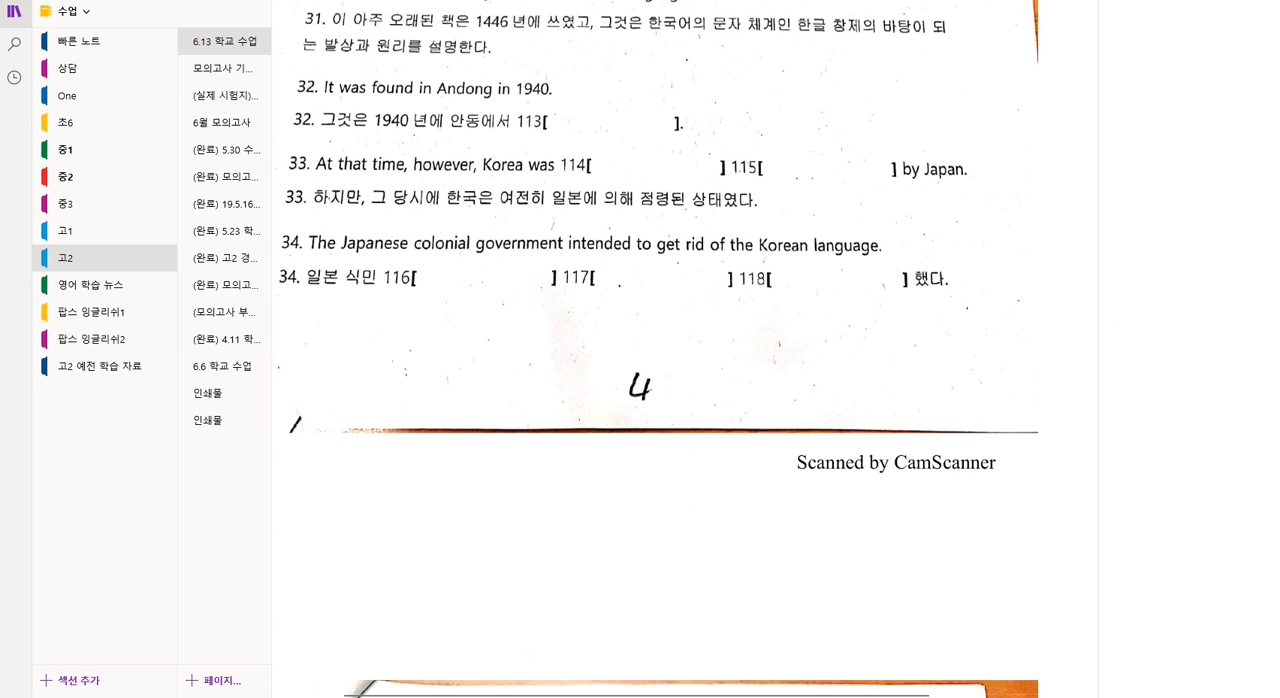 수업
빠른 노트
상담
One
초6
중1
중2
중3
고1
고2
영어 학습 뉴스
팝스 잉글리쉬1
팝스 잉글리쉬2
고2 예전 학습 자료
섹션 추가
6.13 학교 수업
모의고사 기...
(실제 시험지)...
6월 모의고사
(완료) 5.30 수...
(완료) 모의고...
(완료) 19.5.16...
(완료) 5.23 학...
(완료) 고2 경...
(완료) 모의고...
(모의고사 부...
(완료) 4.11 학...
6.6 학교 수업
인쇄물
인쇄물
페이지...
31. 이 아주 오래된 책은 1446 년에 쓰였고, 그것은 한국어의 문자 체계인 한글 창제의 바탕이 되
는 발상과 원리를 설명한다.
32. It was found in Andong in 1940.
32. 그것은 1940 년에 안동에서 113[ ].
33. At that time, however, Korea was 114[ ] 115[ ] by Japan.
33. 하지만, 그 당시에 한국은 여전히 일본에 의해 점령된 상태였다.
34. The Japanese colonial government intended to get rid of the Korean language.
34. 일본 식민 116[ ] 117[ ] 118[ ] 했다.
4
Scanned by CamScanner